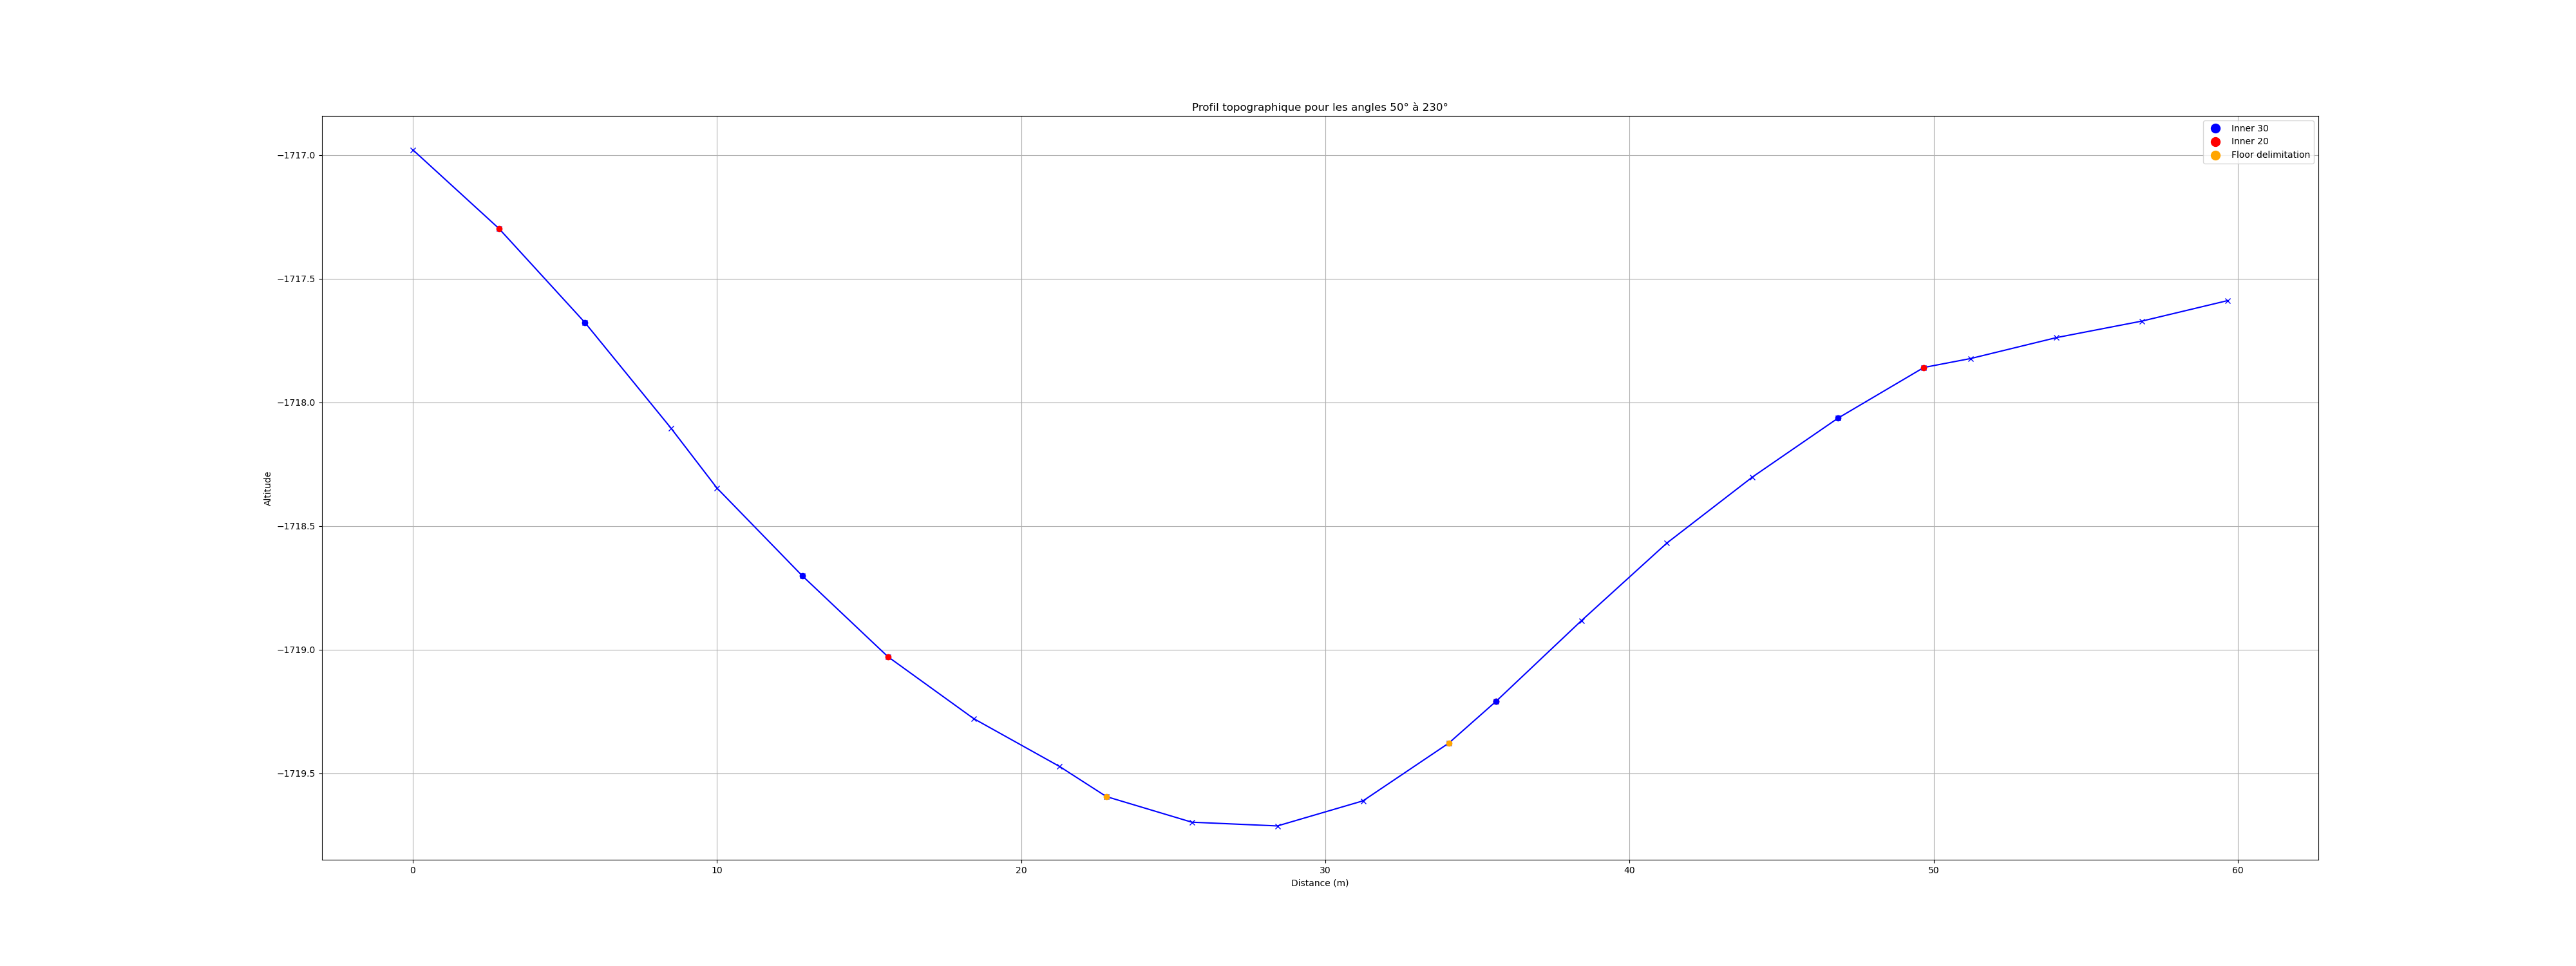 Profil topographique pour les angles 50° à 230°
Inner 30
Inner 20
Floor delimitation
−1717.0
−1717.5
−1718.0
−1718.5
−1719.0
−1719.5
Altitude
0 10 20 30 40 50 60
Distance (m)